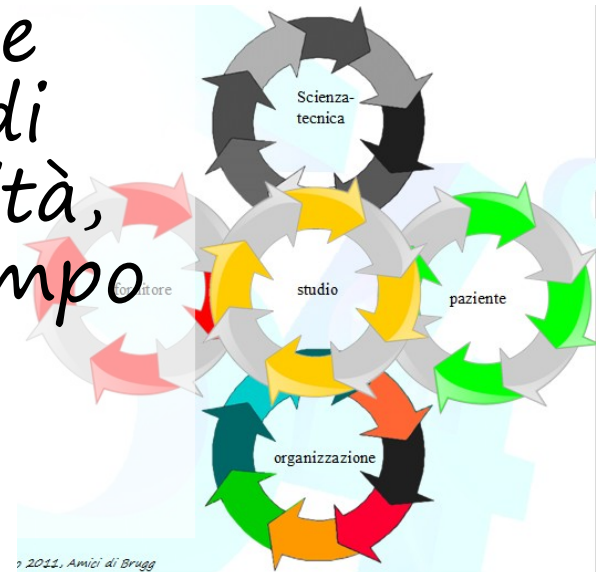 e
di
tà,
mpo
Scienza-
tecnica
fornitore
studio
paziente
organizzazione
o 2011, Amici di Brugg